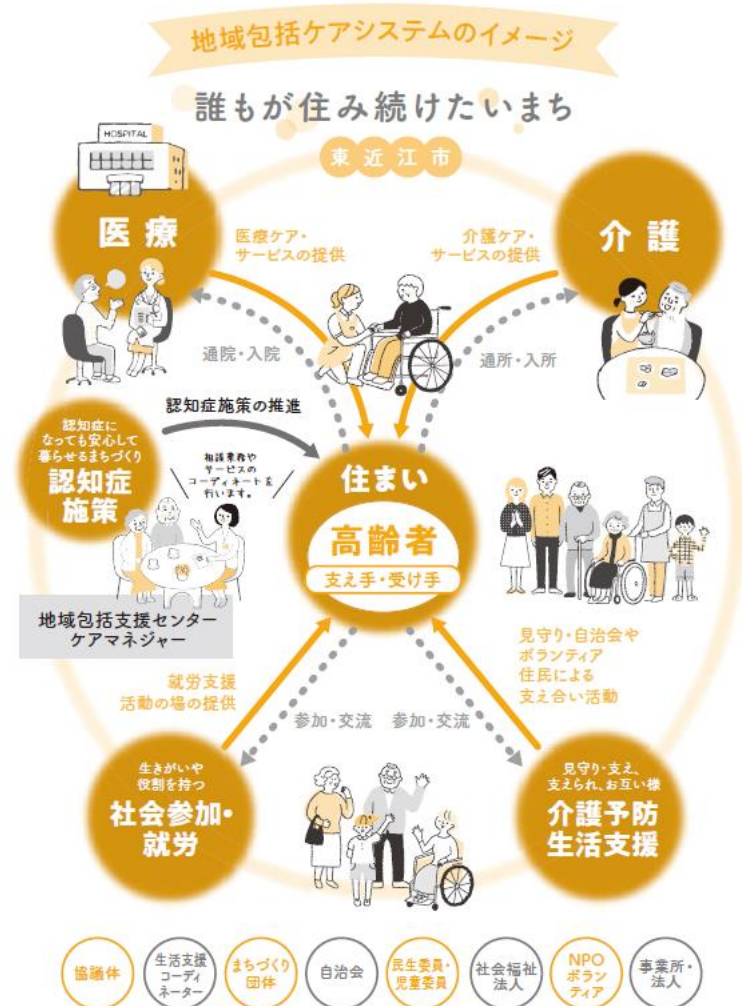 地域包括ケアシステムのイメージ
誰もが住み続けたいまち
東近江市
HOSPITAL
医療
介護
医療ケア・
サービスの提供
介護ケア・
サービスの提供
通院・入院
通所・入所
認知症施策の推進
認知症に
なっても安心して
暮らせるまちづくり
認知症
施策
相談業務や
サービスの
コーディネートを
行います。
住まい
高齢者
支え手・受け手
地域包括支援センター
ケアマネジャー
就労支援
活動の場の提供
見守り・自治会や
ボランティア
住民による
支え合い活動
参加・交流
参加・交流
生きがいや
役割を持つ
社会参加・
就労
見守り・支え、
支えられ、お互い様
介護予防
生活支援
協議体
生活支援
コーディ
ネーター
まちづくり
団体
自治会
民生委員・
児童委員
社会福祉
法人
NPO
ボラン
ティア
事業所・
法人